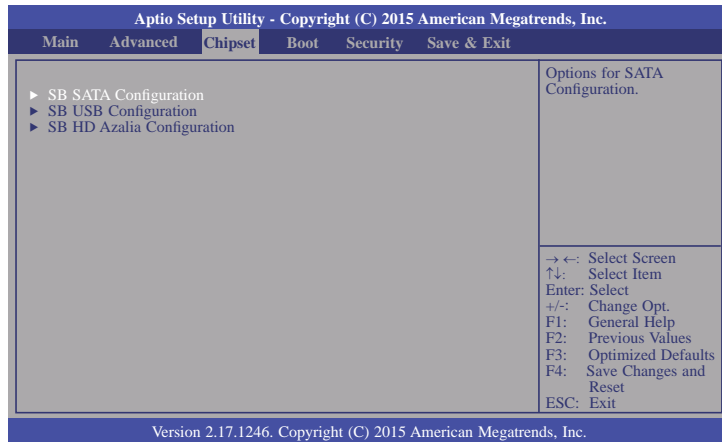 Aptio Setup Utility - Copyright (C) 2015 American Megatrends, Inc.
Main Advanced Chipset Boot Security Save & Exit
► SB SATA Configuration
► SB USB Configuration
► SB HD Azalia Configuration
Options for SATA
Configuration.
→ ←: Select Screen
↑↓: Select Item
Enter: Select
+/-: Change Opt.
F1: General Help
F2: Previous Values
F3: Optimized Defaults
F4: Save Changes and
Reset
ESC: Exit
Version 2.17.1246. Copyright (C) 2015 American Megatrends, Inc.